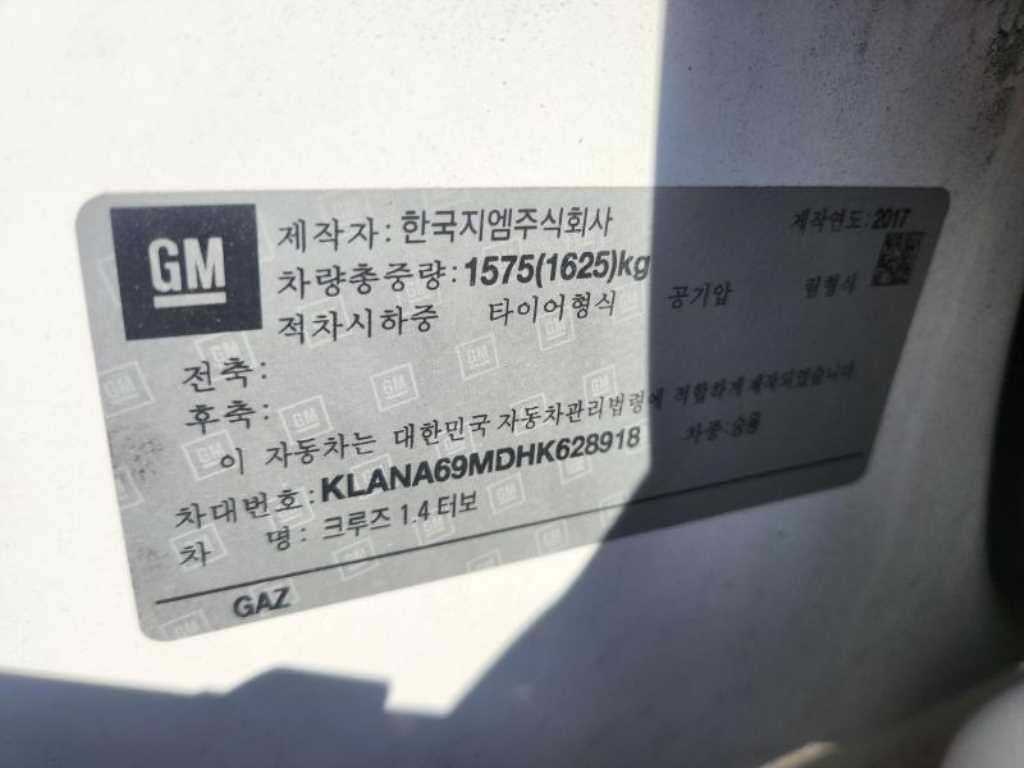 GM
제작자: 한국지엠주식회사 제작연도: 2017
차량총중량: 1575(1625)kg
적차시하중 타이어형식 공기압 림형식
전축:
후축:
이 자동차는 대한민국 자동차관리법령에 적합하게 제작되었습니다
차대번호: KLANA69MDHK628918 차종:승용
차 명: 크루즈 1.4 터보
GAZ